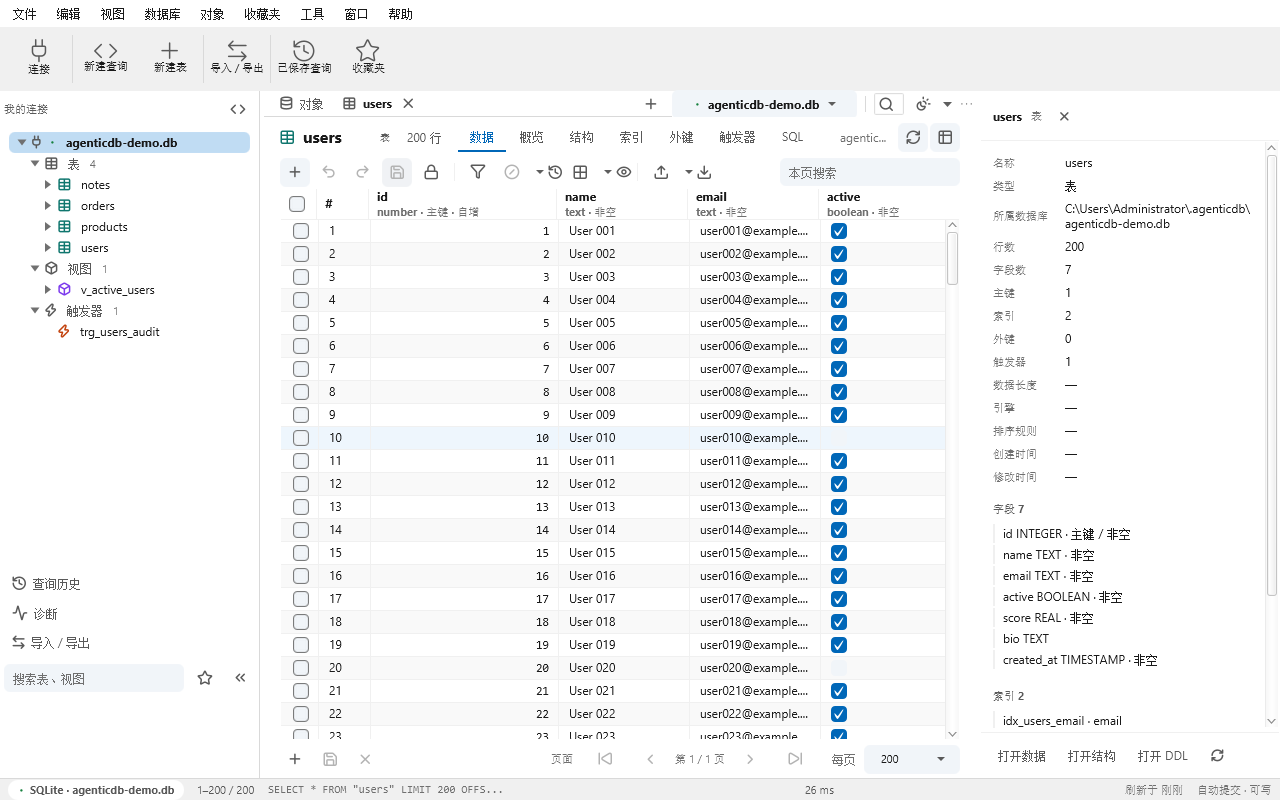 文件 编辑 视图 数据库 对象 收藏夹 工具 窗口 帮助
连接 新建查询 新建表 导入 / 导出 已保存查询 收藏夹
我的连接
agenticdb-demo.db
表 4
notes
orders
products
users
视图 1
v_active_users
触发器 1
trg_users_audit
查询历史
诊断
导入 / 导出
搜索表、视图
对象 users agenticdb-demo.db
users 表 200 行 数据 概览 结构 索引 外键 触发器 SQL agentic...
本页搜索
# id name email active
number · 主键 · 自增 text · 非空 text · 非空 boolean · 非空
1 1 User 001 user001@example....
2 2 User 002 user002@example....
3 3 User 003 user003@example....
4 4 User 004 user004@example....
5 5 User 005 user005@example....
6 6 User 006 user006@example....
7 7 User 007 user007@example....
8 8 User 008 user008@example....
9 9 User 009 user009@example....
10 10 User 010 user010@example....
11 11 User 011 user011@example....
12 12 User 012 user012@example....
13 13 User 013 user013@example....
14 14 User 014 user014@example....
15 15 User 015 user015@example....
16 16 User 016 user016@example....
17 17 User 017 user017@example....
18 18 User 018 user018@example....
19 19 User 019 user019@example....
20 20 User 020 user020@example....
21 21 User 021 user021@example....
22 22 User 022 user022@example....
23 23 User 023 user023@example....
页面 第 1 / 1 页 每页 200
users 表
名称 users
类型 表
所属数据库 C:\Users\Administrator\.agenticdb\
agenticdb-demo.db
行数 200
字段数 7
主键 1
索引 2
外键 0
触发器 1
数据长度 —
引擎 —
排序规则 —
创建时间 —
修改时间 —
字段 7
id INTEGER · 主键 / 非空
name TEXT · 非空
email TEXT · 非空
active BOOLEAN · 非空
score REAL · 非空
bio TEXT
created_at TIMESTAMP · 非空
索引 2
idx_users_email · email
打开数据 打开结构 打开 DDL
SQLite · agenticdb-demo.db 1–200 / 200 SELECT * FROM "users" LIMIT 200 OFFS... 26 ms 刷新于 刚刚 自动提交 · 可写